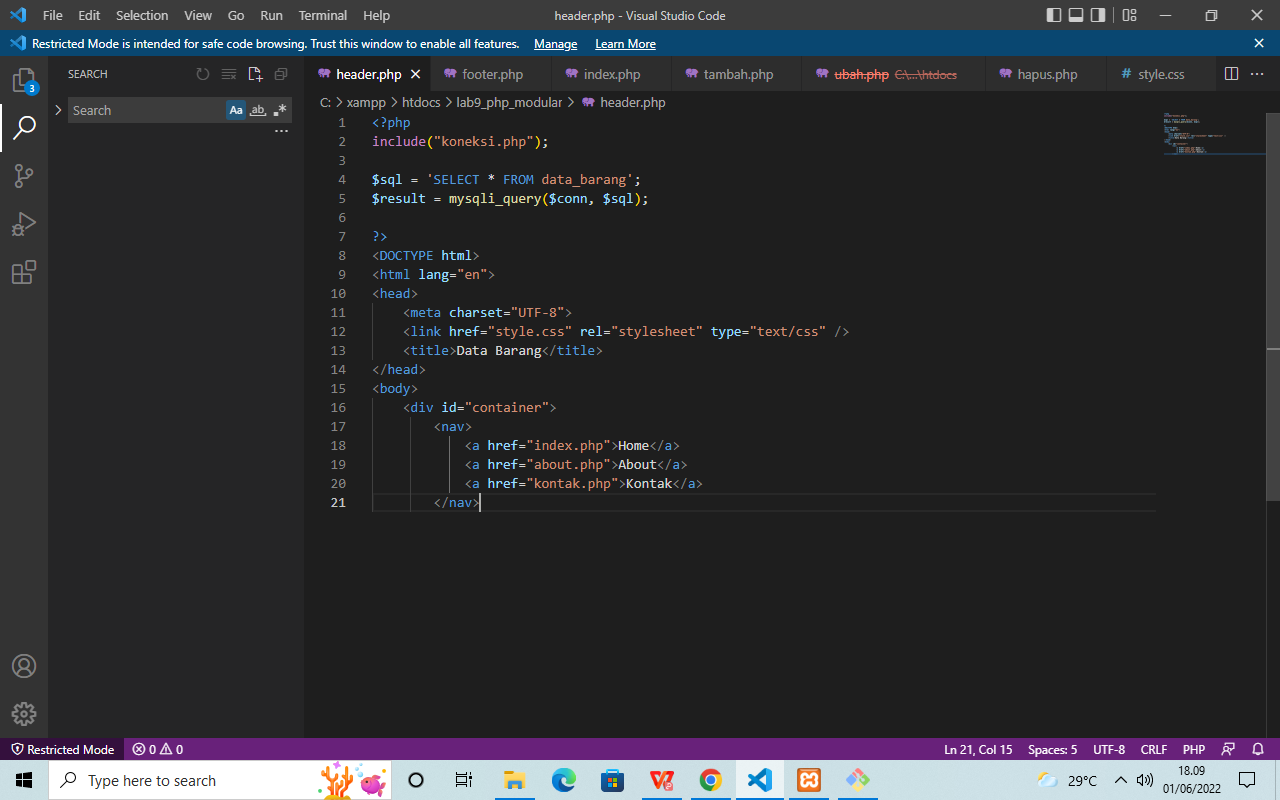 File Edit Selection View Go Run Terminal Help header.php - Visual Studio Code
Restricted Mode is intended for safe code browsing. Trust this window to enable all features. Manage Learn More
3
SEARCH
header.php footer.php index.php tambah.php ubah.php C:\...\htdocs hapus.php # style.css
Search Aa ab
C: > xampp > htdocs > lab9_php_modular > header.php
1 <?php
2 include("koneksi.php");
3
4 $sql = 'SELECT * FROM data_barang';
5 $result = mysqli_query($conn, $sql);
6
7 ?>
8 <DOCTYPE html>
9 <html lang="en">
10 <head>
11 <meta charset="UTF-8">
12 <link href="style.css" rel="stylesheet" type="text/css" />
13 <title>Data Barang</title>
14 </head>
15 <body>
16 <div id="container">
17 <nav>
18 <a href="index.php">Home</a>
19 <a href="about.php">About</a>
20 <a href="kontak.php">Kontak</a>
21 </nav>
Restricted Mode 0 0 Ln 21, Col 15 Spaces: 5 UTF-8 CRLF PHP
Type here to search 29°C 18.09
01/06/2022